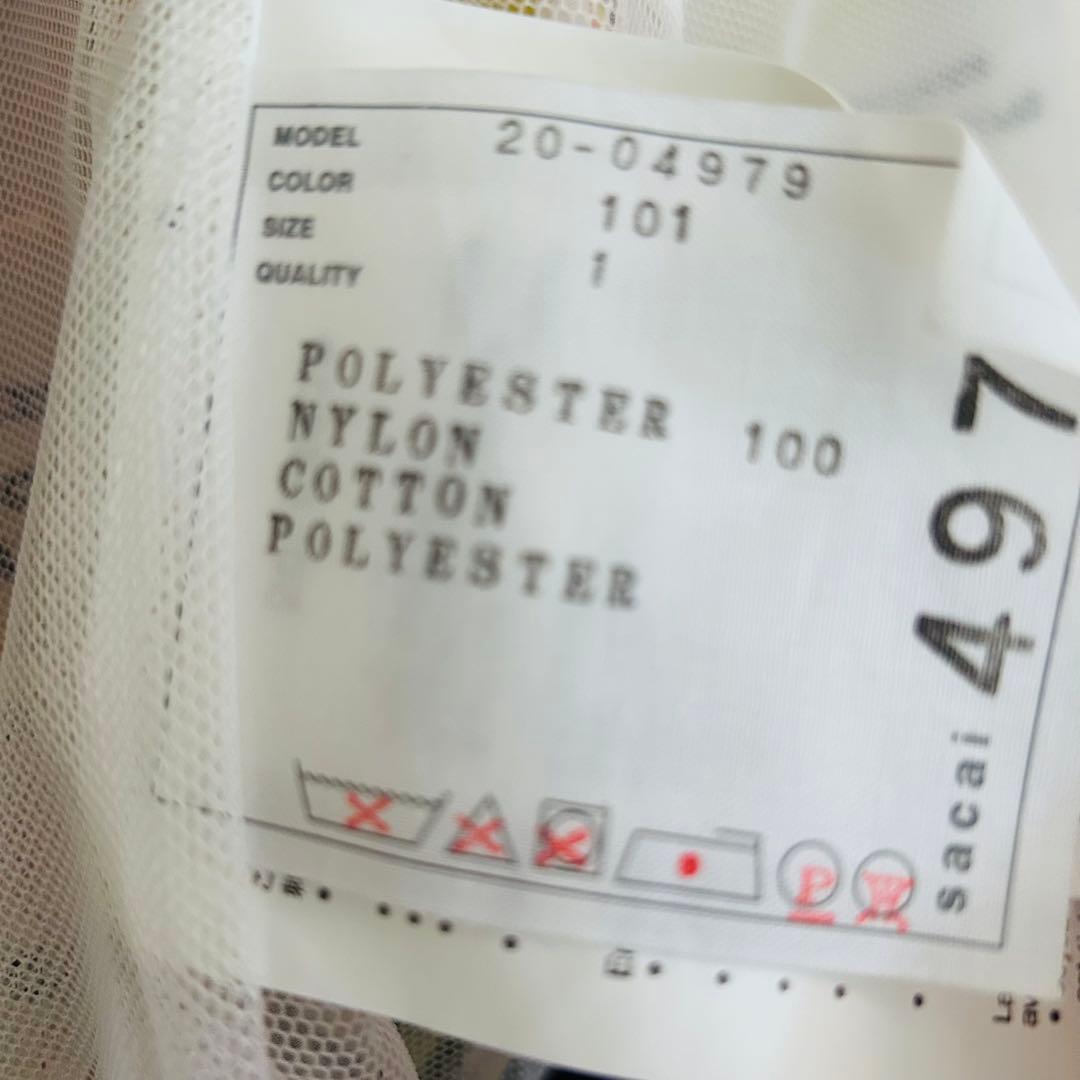 MODEL 20-04979
COLOR 101
SIZE 1
QUALITY
POLYESTER 100
NYLON
COTTON
POLYESTER
P W
sacai 497